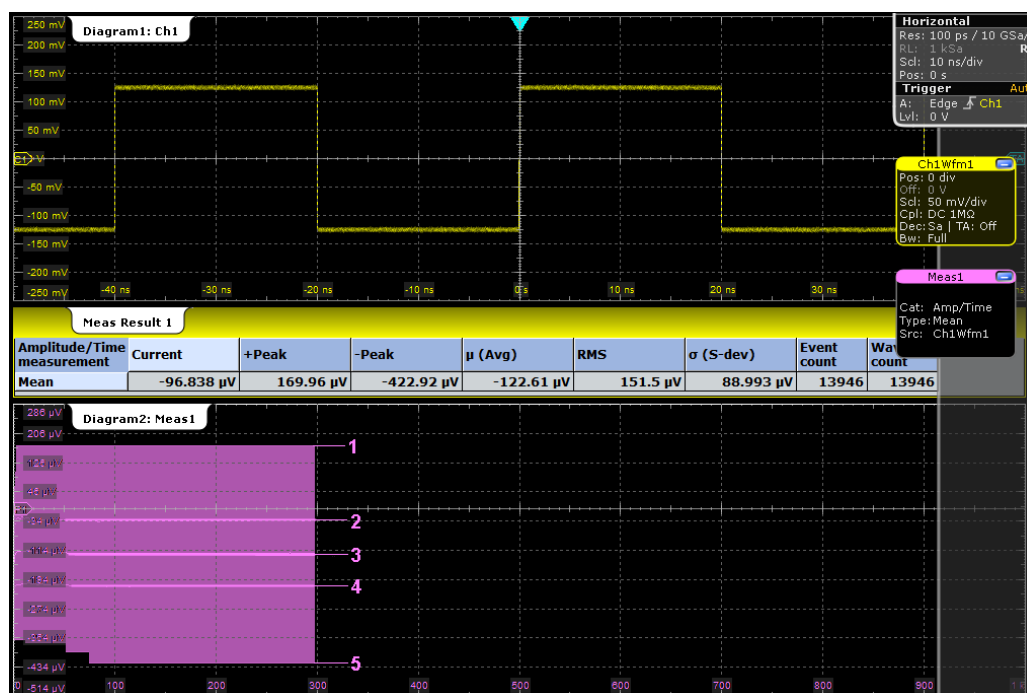 250 mV
Diagram1: Ch1
200 mV
150 mV
100 mV
50 mV
C1
V
-50 mV
-100 mV
-150 mV
-200 mV
-250 mV
-40 ns
-30 ns
-20 ns
-10 ns
0 s
10 ns
20 ns
30 ns
Horizontal
Res: 100 ps / 10 GSa/
RL: 1 kSa
R
Scl: 10 ns/div
Pos: 0 s
Trigger
Aut
A: Edge Ch1
Lvl: 0 V
TA
Ch1Wfm1
Pos: 0 div
Off: 0 V
Scl: 50 mV/div
Cpl: DC 1MΩ
Dec: Sa | TA: Off
Bw: Full
Meas1
Cat: Amp/Time
Type: Mean
Src: Ch1Wfm1
Meas Result 1
Amplitude/Time measurement Current +Peak -Peak µ (Avg) RMS σ (S-dev) Event count Wav count
Mean -96.838 µV 169.96 µV -422.92 µV -122.61 µV 151.5 µV 88.993 µV 13946 13946
286 µV
Diagram2: Meas1
206 µV
1
2
3
4
5
-434 µV
-514 µV
0
100
200
300
400
500
600
700
800
900